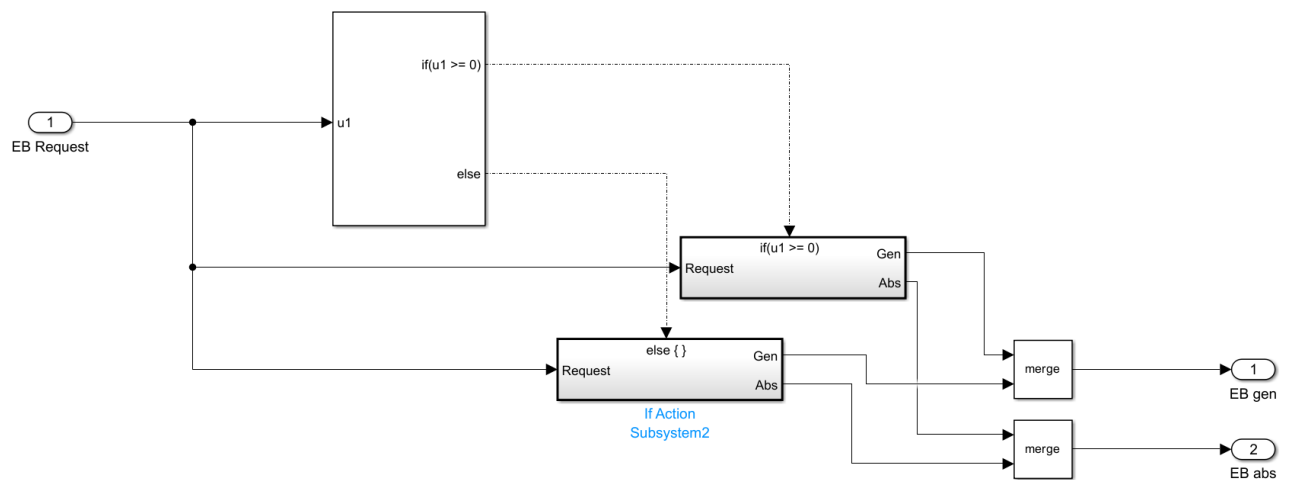 if(u1 >= 0)
1
u1
EB Request
else
if(u1 >= 0)
Gen
Request
Abs
else { }
Gen
Request
Abs
If Action
Subsystem2
merge
1
EB gen
merge
2
EB abs